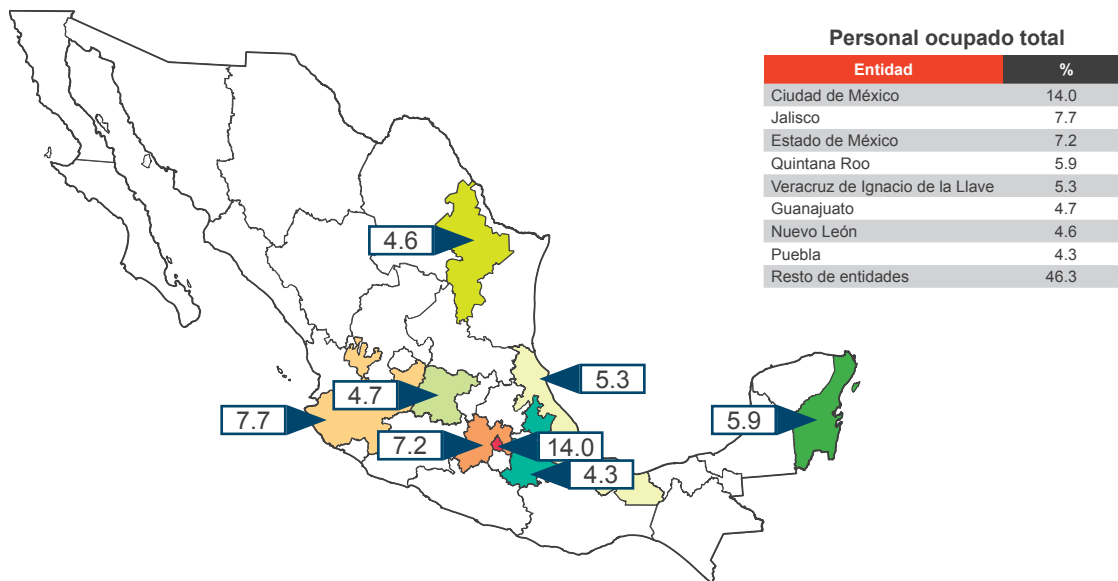 Personal ocupado total
Entidad %
Ciudad de México 14.0
Jalisco 7.7
Estado de México 7.2
Quintana Roo 5.9
Veracruz de Ignacio de la Llave 5.3
Guanajuato 4.7
Nuevo León 4.6
Puebla 4.3
Resto de entidades 46.3
4.6
5.3
4.7
7.7
5.9
7.2
14.0
4.3